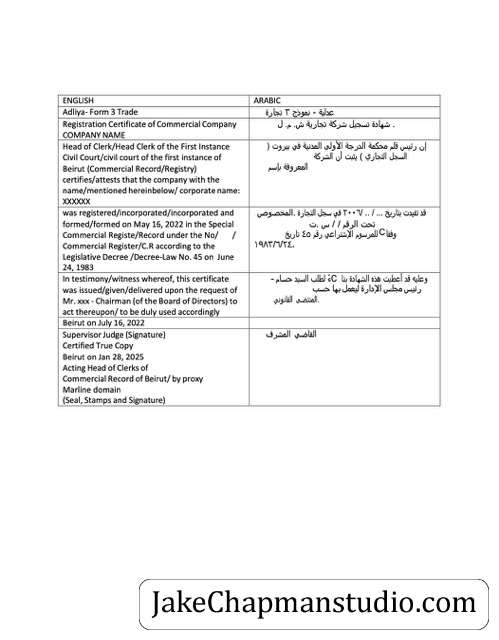 ENGLISH
ARABIC
Adliya- Form 3 Trade
عدلية - نموذج ٣ تجارة
Registration Certificate of Commercial Company
COMPANY NAME
شهادة تسجيل شركة تجارية ش. م. ل .
Head of Clerk/Head Clerk of the First Instance
Civil Court/civil court of the first instance of
Beirut (Commercial Record/Registry)
certifies/attests that the company with the
name/mentioned hereinbelow/ corporate name:
XXXXXX
إن رئيس قلم محكمة الدرجة الأولى المدنية في بيروت (
السجل التجاري ) يثبت أن الشركة
المعروفة بإسم
was registered/incorporated/incorporated and
formed/formed on May 16, 2022 in the Special
Commercial Registe/Record under the No/ /
Commercial Register/C.R according to the
Legislative Decree /Decree-Law No. 45 on June
24, 1983
قد تقيدت بتاريخ ... / .. /٢٠٠٦ في سجل التجارة .المخصوص
تحت الرقم / / س .ت
وفقاC للمرسوم الإشتراعي رقم ٤٥ تاريخ
.١٩٨٣/٦/٢٤
In testimony/witness whereof, this certificate
was issued/given/delivered upon the request of
Mr. xxx - Chairman (of the Board of Directors) to
act thereupon/ to be duly used accordingly
وعليه قد أعطيت هذه الشهادة بنا Cءً لطلب السيد حسام -
رئيس مجلس الإدارة ليعمل بها حسب
المقتضى القانوني.
Beirut on July 16, 2022
Supervisor Judge (Signature)
Certified True Copy
Beirut on Jan 28, 2025
Acting Head of Clerks of
Commercial Record of Beirut/ by proxy
Marline domain
(Seal, Stamps and Signature)
القاضي المشرف
JakeChapmanstudio.com